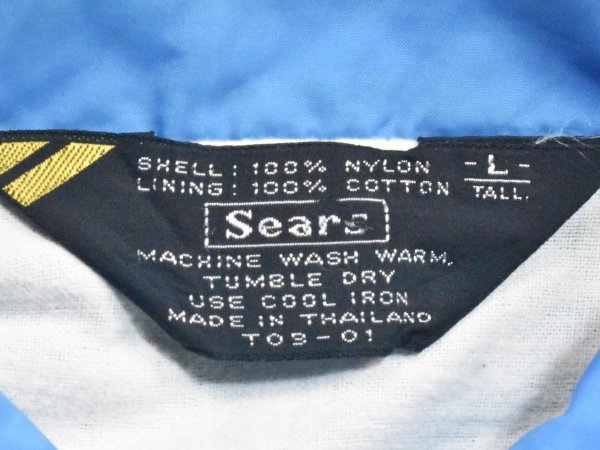 SHELL: 100% NYLON
LINING: 100% COTTON
- L -
TALL.
Sears
MACHINE WASH WARM.
TUMBLE DRY
USE COOL IRON
MADE IN THAILAND
T03-01